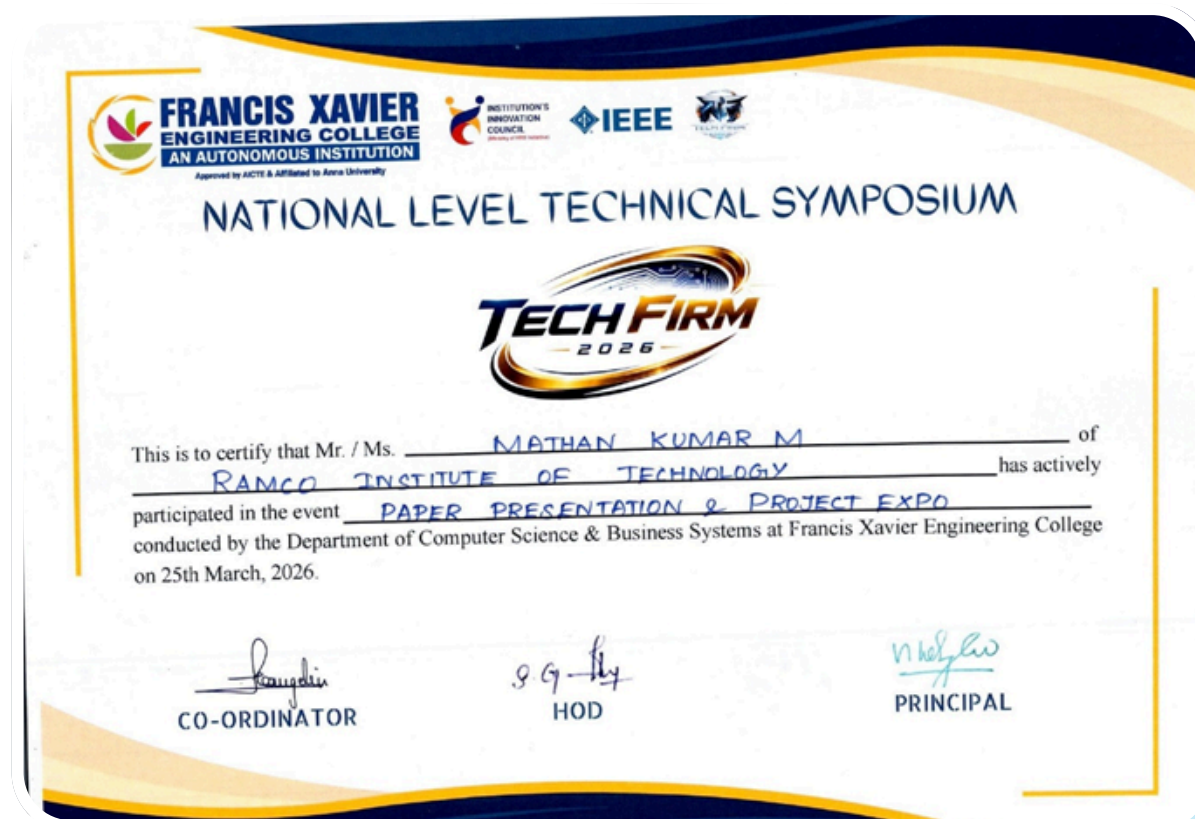 FRANCIS XAVIER
ENGINEERING COLLEGE
AN AUTONOMOUS INSTITUTION
Approved by AICTE & Affiliated to Anna University
INSTITUTION'S
INNOVATION
COUNCIL
IEEE
NATIONAL LEVEL TECHNICAL SYMPOSIUM
TECH FIRM
2026
This is to certify that Mr. / Ms. MATHAN KUMAR M of
RAMCO INSTITUTE OF TECHNOLOGY has actively
participated in the event PAPER PRESENTATION & PROJECT EXPO
conducted by the Department of Computer Science & Business Systems at Francis Xavier Engineering College
on 25th March, 2026.
CO-ORDINATOR
HOD
PRINCIPAL